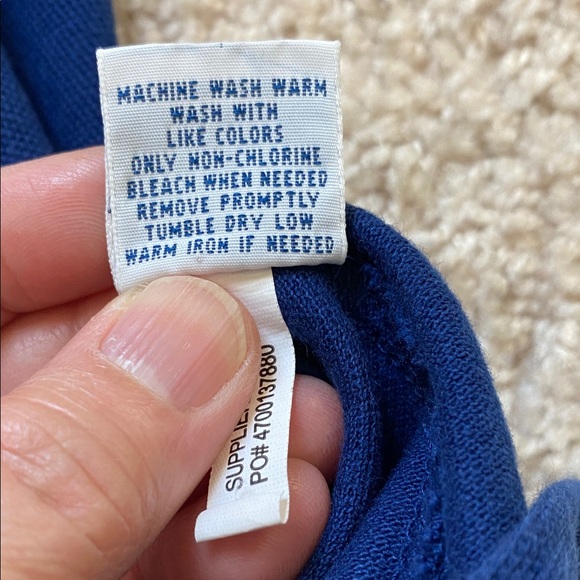 MACHINE WASH WARM
WASH WITH
LIKE COLORS
ONLY NON-CHLORINE
BLEACH WHEN NEEDED
REMOVE PROMPTLY
TUMBLE DRY LOW
WARM IRON IF NEEDED
PO# 4700137880